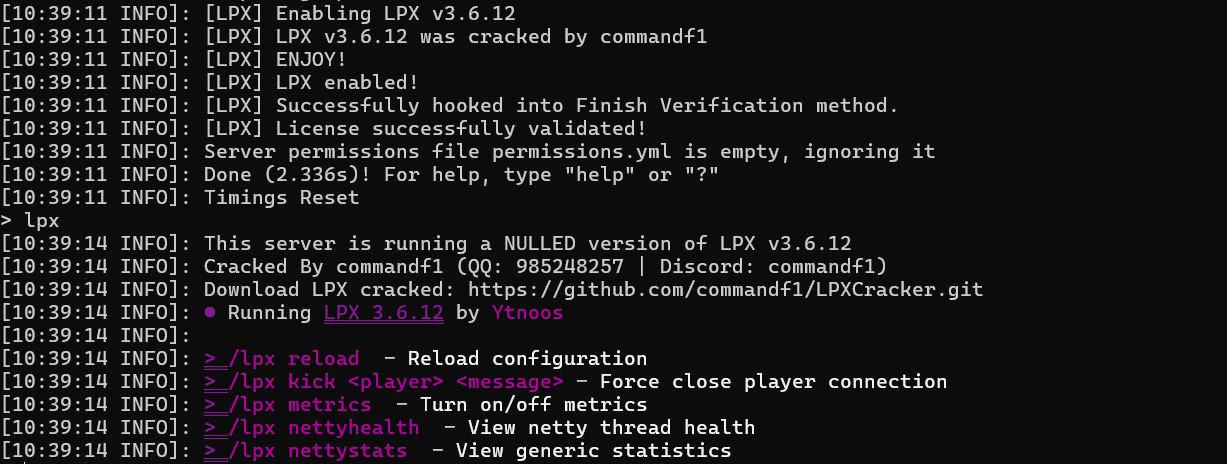 [10:39:11 INFO]: [LPX] Enabling LPX v3.6.12
[10:39:11 INFO]: [LPX] LPX v3.6.12 was cracked by commandf1
[10:39:11 INFO]: [LPX] ENJOY!
[10:39:11 INFO]: [LPX] LPX enabled!
[10:39:11 INFO]: [LPX] Successfully hooked into Finish Verification method.
[10:39:11 INFO]: [LPX] License successfully validated!
[10:39:11 INFO]: Server permissions file permissions.yml is empty, ignoring it
[10:39:11 INFO]: Done (2.336s)! For help, type "help" or "?"
[10:39:11 INFO]: Timings Reset
> lpx
[10:39:14 INFO]: This server is running a NULLED version of LPX v3.6.12
[10:39:14 INFO]: Cracked By commandf1 (QQ: 985248257 | Discord: commandf1)
[10:39:14 INFO]: Download LPX cracked: https://github.com/commandf1/LPXCracker.git
[10:39:14 INFO]: ● Running LPX 3.6.12 by Ytnoos
[10:39:14 INFO]:
[10:39:14 INFO]: >_/lpx reload  - Reload configuration
[10:39:14 INFO]: >_/lpx kick <player> <message> - Force close player connection
[10:39:14 INFO]: >_/lpx metrics  - Turn on/off metrics
[10:39:14 INFO]: >_/lpx nettyhealth  - View netty thread health
[10:39:14 INFO]: >_/lpx nettystats  - View generic statistics